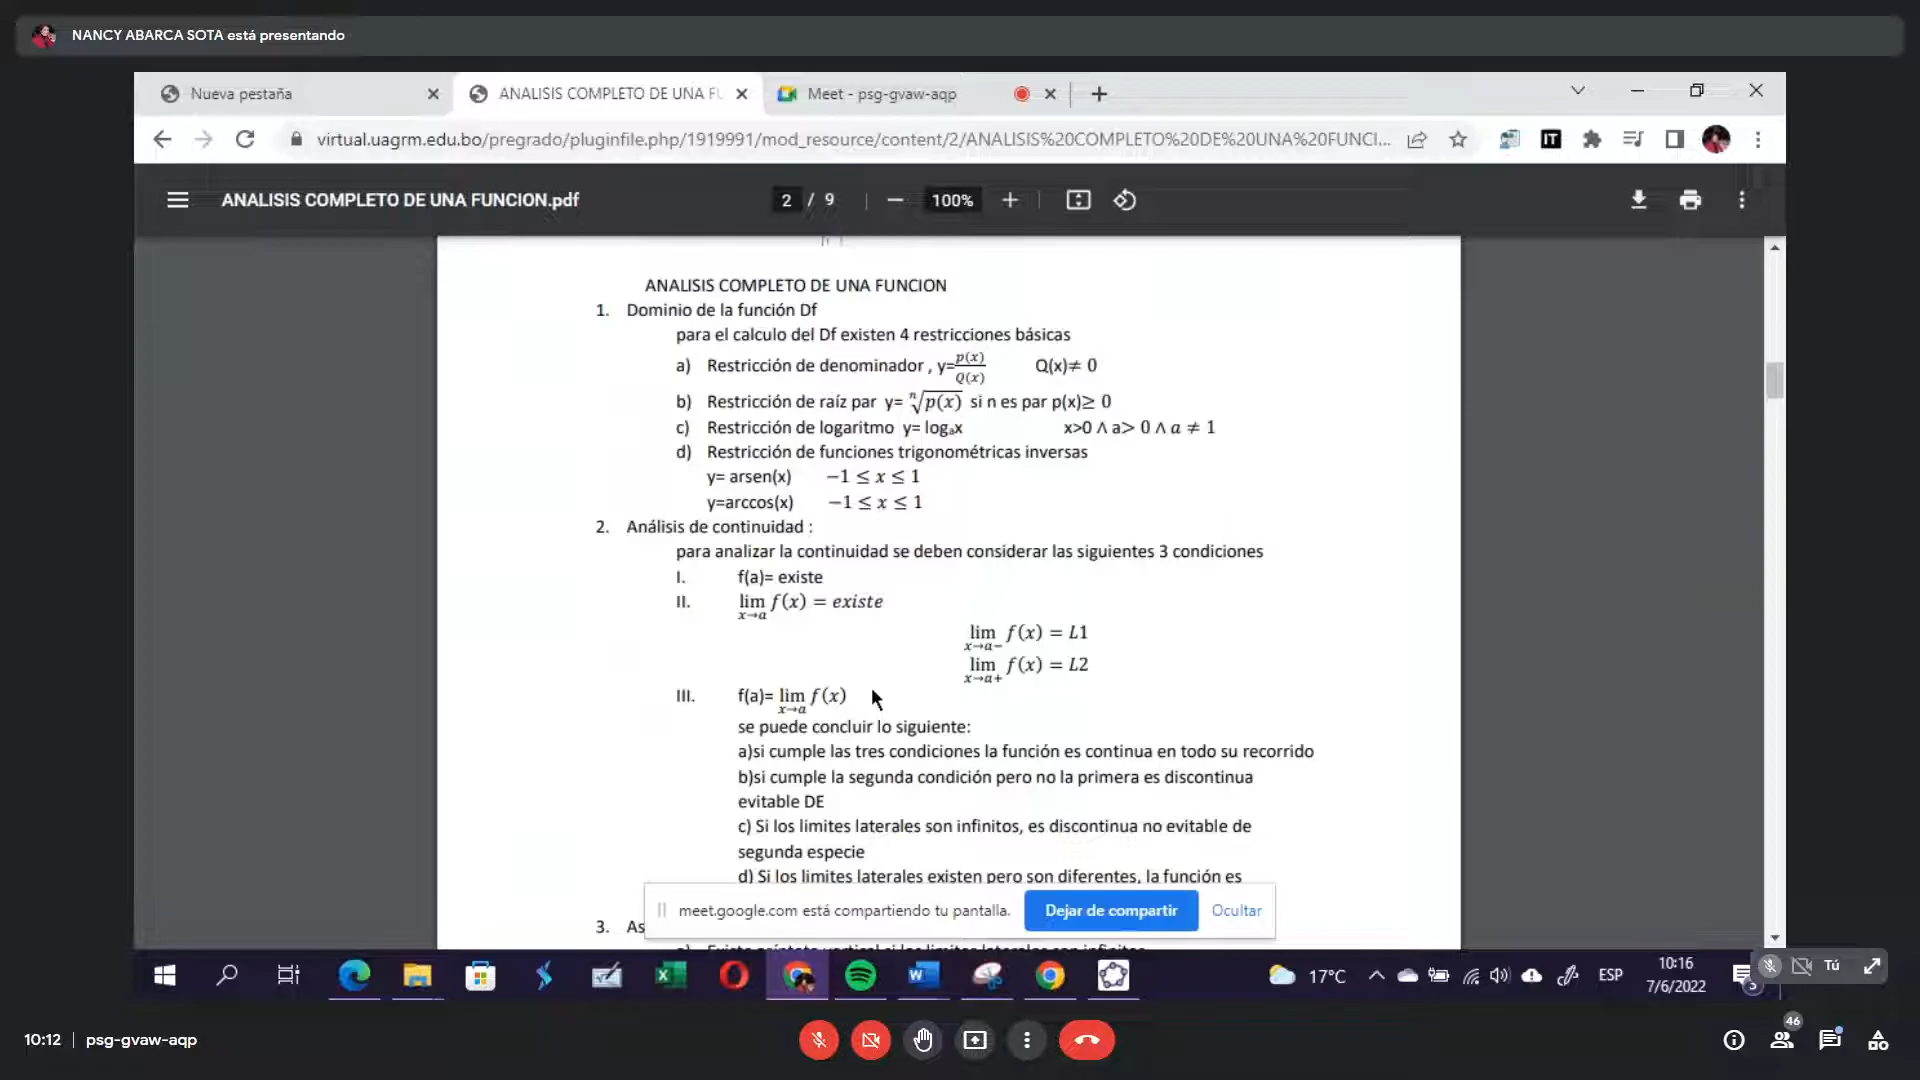 NANCY ABARCA SOTA está presentando
Nueva pestaña
ANALISIS COMPLETO DE UNA FU
Meet - psg-gvaw-aqp
virtual.uagrm.edu.bo/pregrado/pluginfile.php/1919991/mod_resource/content/2/ANALISIS%20COMPLETO%20DE%20UNA%20FUNCI...
ANALISIS COMPLETO DE UNA FUNCION.pdf
2 / 9
100%
ANALISIS COMPLETO DE UNA FUNCION
1. Dominio de la función Df
para el calculo del Df existen 4 restricciones básicas
a) Restricción de denominador , y=p(x)/Q(x) Q(x)≠ 0
b) Restricción de raíz par y= ⁿ√p(x) si n es par p(x)≥ 0
c) Restricción de logaritmo y= logₐx x>0 ∧ a> 0 ∧ a ≠ 1
d) Restricción de funciones trigonométricas inversas
y= arsen(x) −1 ≤ x ≤ 1
y=arccos(x) −1 ≤ x ≤ 1
2. Análisis de continuidad :
para analizar la continuidad se deben considerar las siguientes 3 condiciones
I. f(a)= existe
II. lim x→a f(x) = existe
lim x→a− f(x) = L1
lim x→a+ f(x) = L2
III. f(a)= lim x→a f(x)
se puede concluir lo siguiente:
a)si cumple las tres condiciones la función es continua en todo su recorrido
b)si cumple la segunda condición pero no la primera es discontinua
evitable DE
c) Si los limites laterales son infinitos, es discontinua no evitable de
segunda especie
d) Si los limites laterales existen pero son diferentes, la función es
meet.google.com está compartiendo tu pantalla.
Dejar de compartir
Ocultar
3. As
17°C
ESP
10:16
7/6/2022
5
Tú
10:12 | psg-gvaw-aqp
46